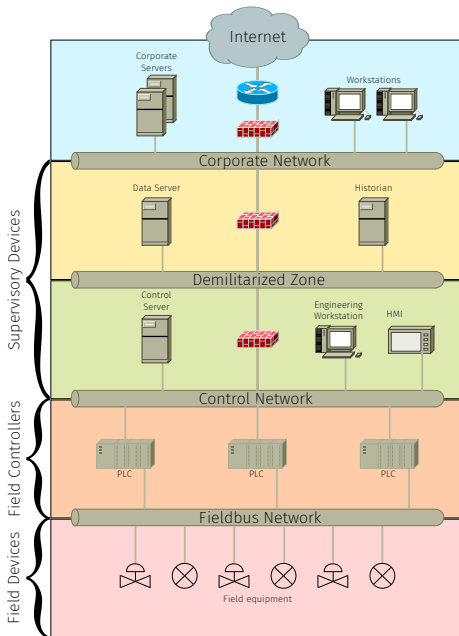 Internet
Corporate
Servers
Workstations
Corporate Network
Data Server
Historian
Demilitarized Zone
Control
Server
Engineering
Workstation
HMI
Control Network
PLC
PLC
PLC
Fieldbus Network
Field equipment
Supervisory Devices
Field Controllers
Field Devices